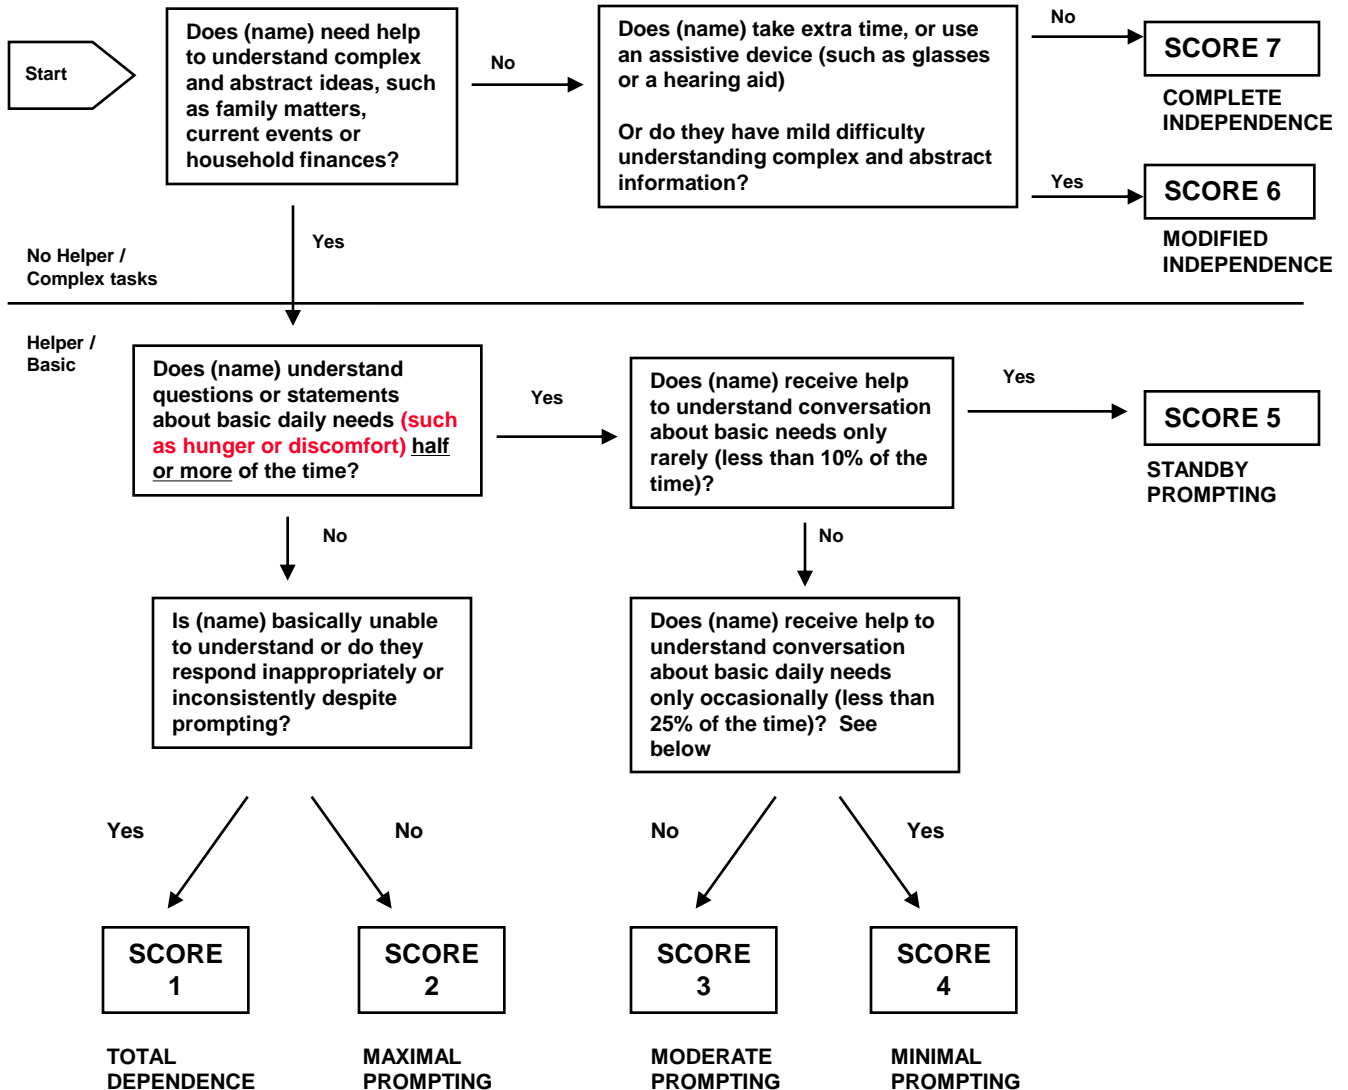 Start
Does (name) need help
to understand complex
and abstract ideas, such
as family matters,
current events or
household finances?
No
Does (name) take extra time, or use
an assistive device (such as glasses
or a hearing aid)
Or do they have mild difficulty
understanding complex and abstract
information?
No
SCORE 7
COMPLETE
INDEPENDENCE
Yes
SCORE 6
MODIFIED
INDEPENDENCE
Yes
No Helper /
Complex tasks
Helper /
Basic
Does (name) understand
questions or statements
about basic daily needs (such
as hunger or discomfort) half
or more of the time?
Yes
Does (name) receive help
to understand conversation
about basic needs only
rarely (less than 10% of the
time)?
Yes
SCORE 5
STANDBY
PROMPTING
No
No
Is (name) basically unable
to understand or do they
respond inappropriately or
inconsistently despite
prompting?
Does (name) receive help to
understand conversation
about basic daily needs
only occasionally (less than
25% of the time)?  See
below
Yes
No
No
Yes
SCORE
1
SCORE
2
SCORE
3
SCORE
4
TOTAL
DEPENDENCE
MAXIMAL
PROMPTING
MODERATE
PROMPTING
MINIMAL
PROMPTING